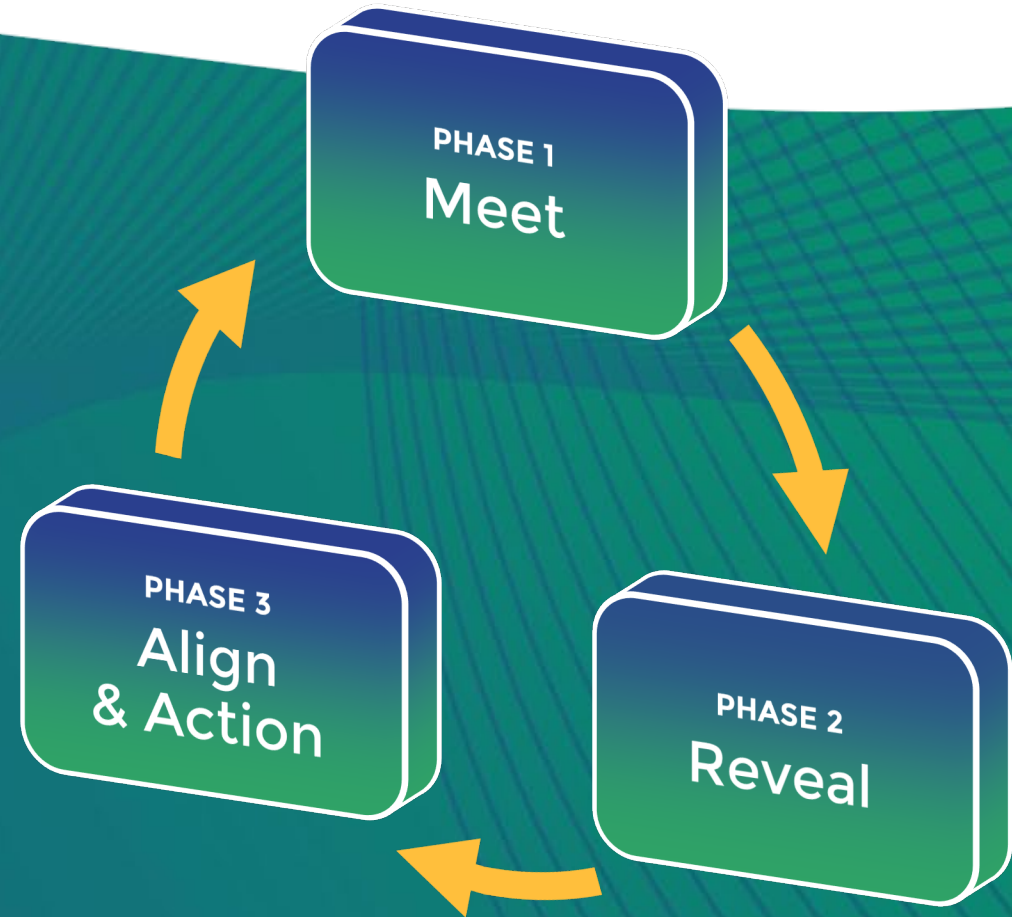 PHASE 1
Meet
PHASE 2
Reveal
PHASE 3
Align
& Action